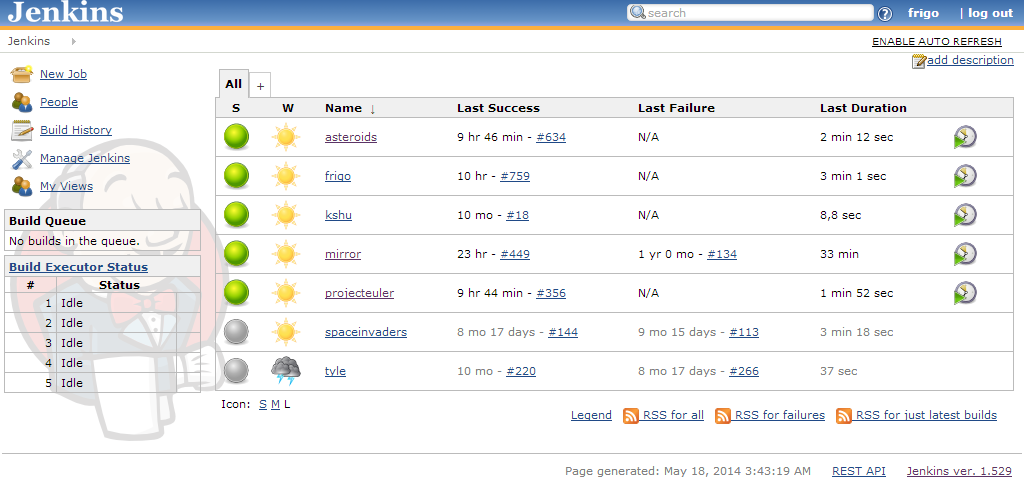 Jenkins
search
frigo | log out
Jenkins
ENABLE AUTO REFRESH
add description
New Job
People
Build History
Manage Jenkins
My Views
Build Queue
No builds in the queue.
Build Executor Status
# Status
1 Idle
2 Idle
3 Idle
4 Idle
5 Idle
All +
S W Name ↓ Last Success Last Failure Last Duration
asteroids 9 hr 46 min - #634 N/A 2 min 12 sec
frigo 10 hr - #759 N/A 3 min 1 sec
kshu 10 mo - #18 N/A 8,8 sec
mirror 23 hr - #449 1 yr 0 mo - #134 33 min
projecteuler 9 hr 44 min - #356 N/A 1 min 52 sec
spaceinvaders 8 mo 17 days - #144 9 mo 15 days - #113 3 min 18 sec
tyle 10 mo - #220 8 mo 17 days - #266 37 sec
Icon: S M L
Legend RSS for all RSS for failures RSS for just latest builds
Page generated: May 18, 2014 3:43:19 AM REST API Jenkins ver. 1.529